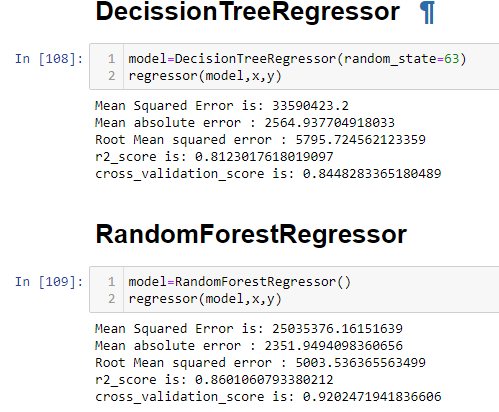 DecissionTreeRegressor ¶
In [108]:
1 model=DecisionTreeRegressor(random_state=63)
2 regressor(model,x,y)
Mean Squared Error is: 33590423.2
Mean absolute error : 2564.937704918033
Root Mean squared error : 5795.724562123359
r2_score is: 0.8123017618019097
cross_validation_score is: 0.8448283365180489
RandomForestRegressor
In [109]:
1 model=RandomForestRegressor()
2 regressor(model,x,y)
Mean Squared Error is: 25035376.16151639
Mean absolute error : 2351.9494098360656
Root Mean squared error : 5003.536365563499
r2_score is: 0.8601060793380212
cross_validation_score is: 0.9202471941836606